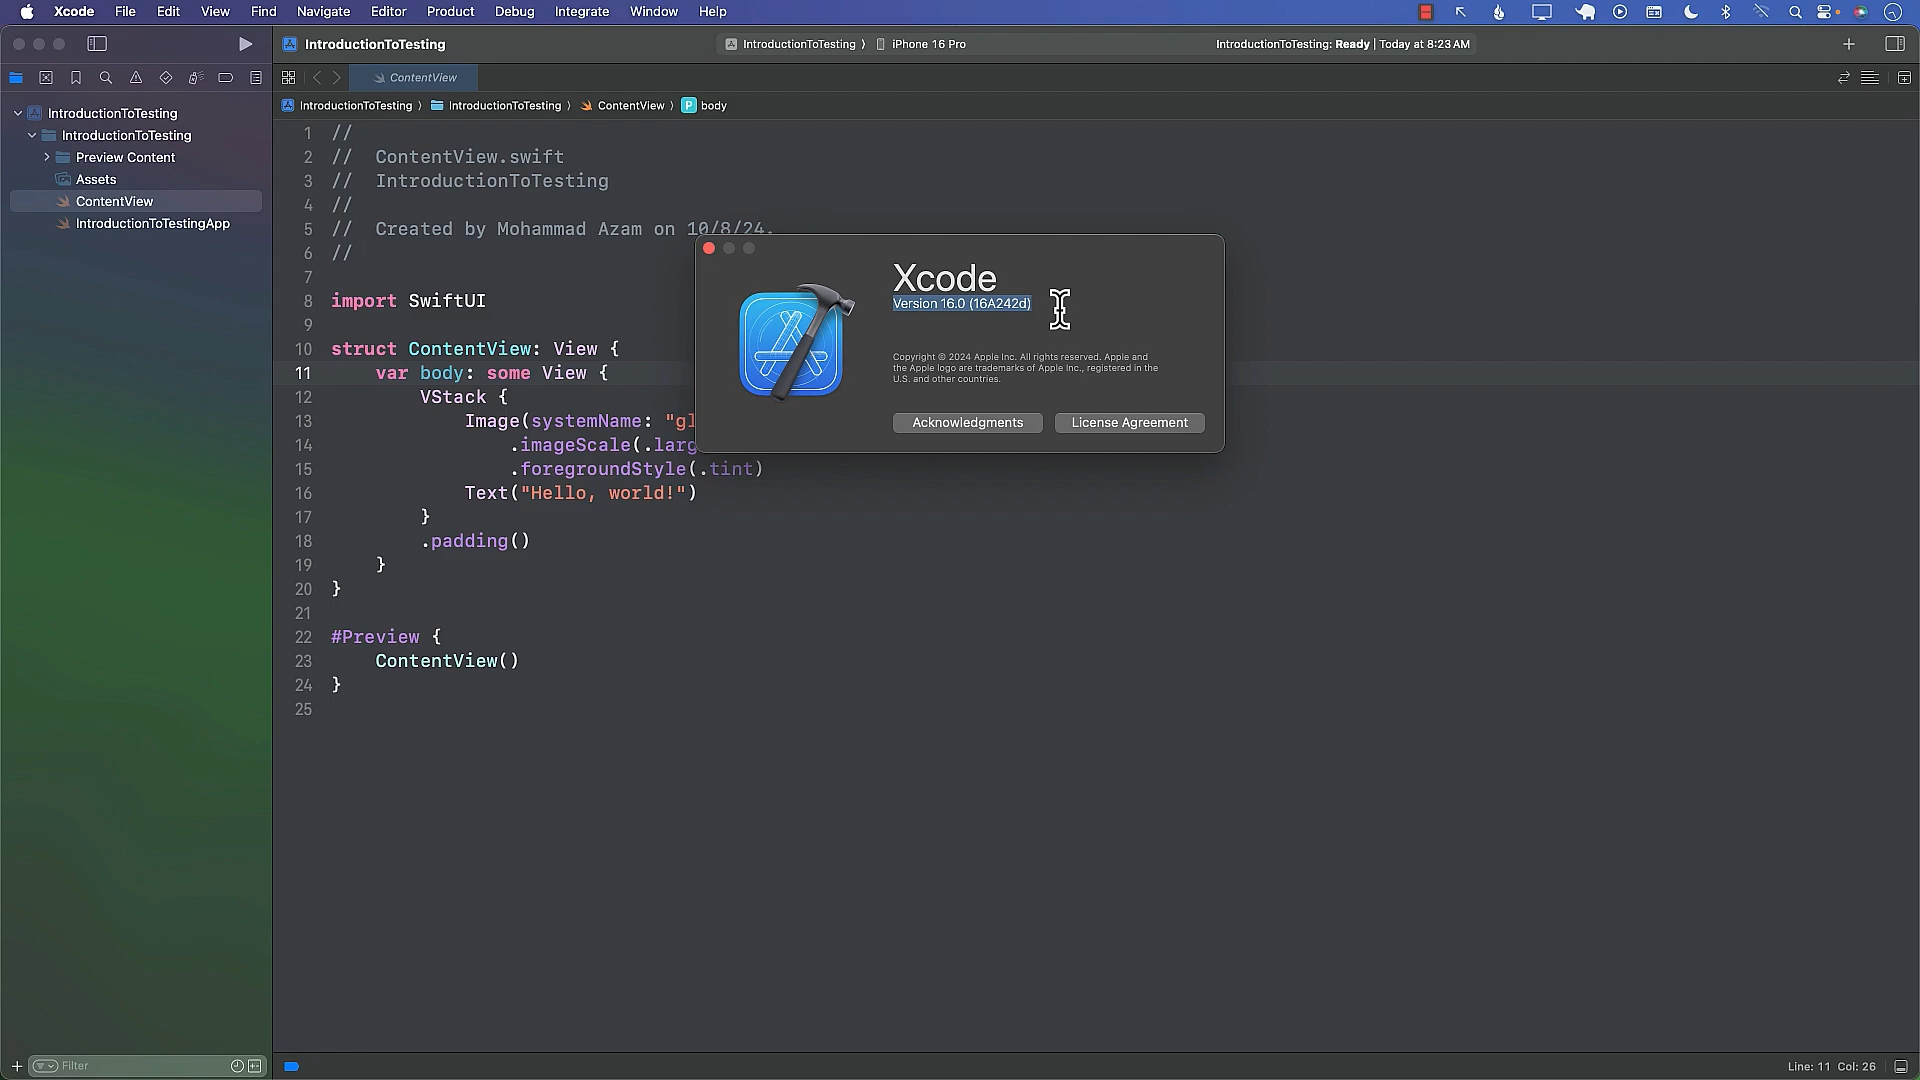 Xcode File Edit View Find Navigate Editor Product Debug Integrate Window Help
IntroductionToTesting
IntroductionToTesting 〉 iPhone 16 Pro
IntroductionToTesting: Ready | Today at 8:23 AM
ContentView
IntroductionToTesting 〉 IntroductionToTesting 〉 ContentView 〉 P body
IntroductionToTesting
IntroductionToTesting
Preview Content
Assets
ContentView
IntroductionToTestingApp
1 //
2 //  ContentView.swift
3 //  IntroductionToTesting
4 //
5 //  Created by Mohammad Azam on 10/8/24.
6 //
7
8 import SwiftUI
9
10 struct ContentView: View {
11     var body: some View {
12         VStack {
13             Image(systemName: "gl
14                 .imageScale(.larg
15                 .foregroundStyle(.tint)
16             Text("Hello, world!")
17         }
18         .padding()
19     }
20 }
21
22 #Preview {
23     ContentView()
24 }
25
Xcode
Version 16.0 (16A242d)
Copyright © 2024 Apple Inc. All rights reserved. Apple and
the Apple logo are trademarks of Apple Inc., registered in the
U.S. and other countries.
Acknowledgments License Agreement
Filter
Line: 11 Col: 26